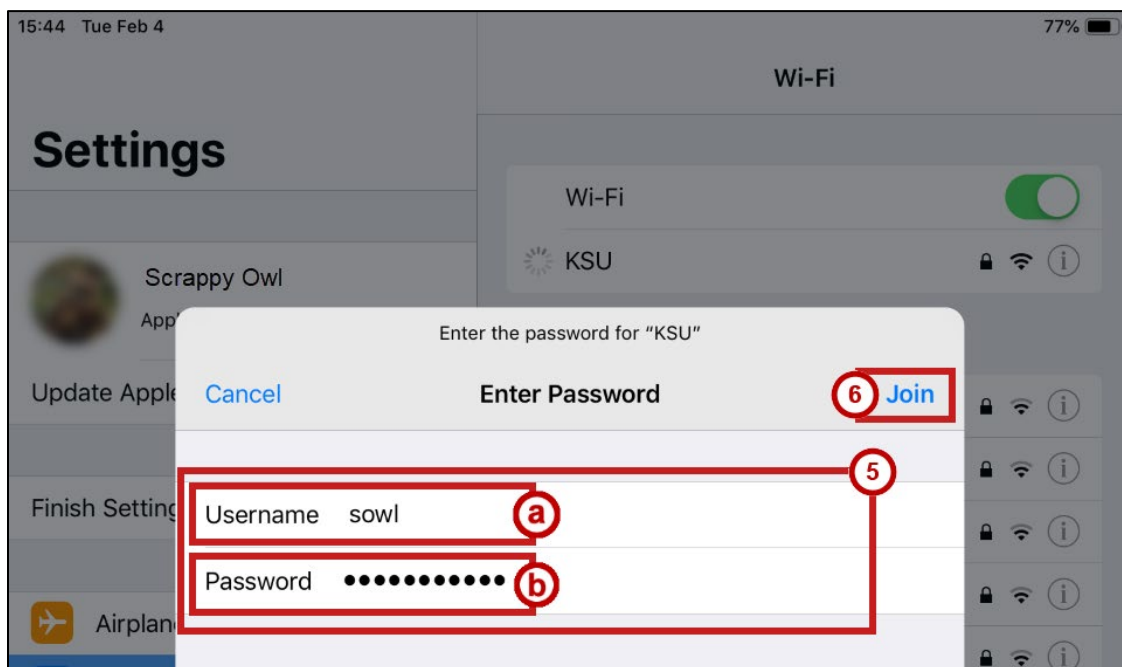 15:44 Tue Feb 4
77%
Settings
Wi-Fi
Wi-Fi
KSU
Scrappy Owl
App
Enter the password for “KSU”
Update Apple
Cancel
Enter Password
6
Join
5
Finish Setting
Username sowl
a
Password ●●●●●●●●●●●
b
Airplan